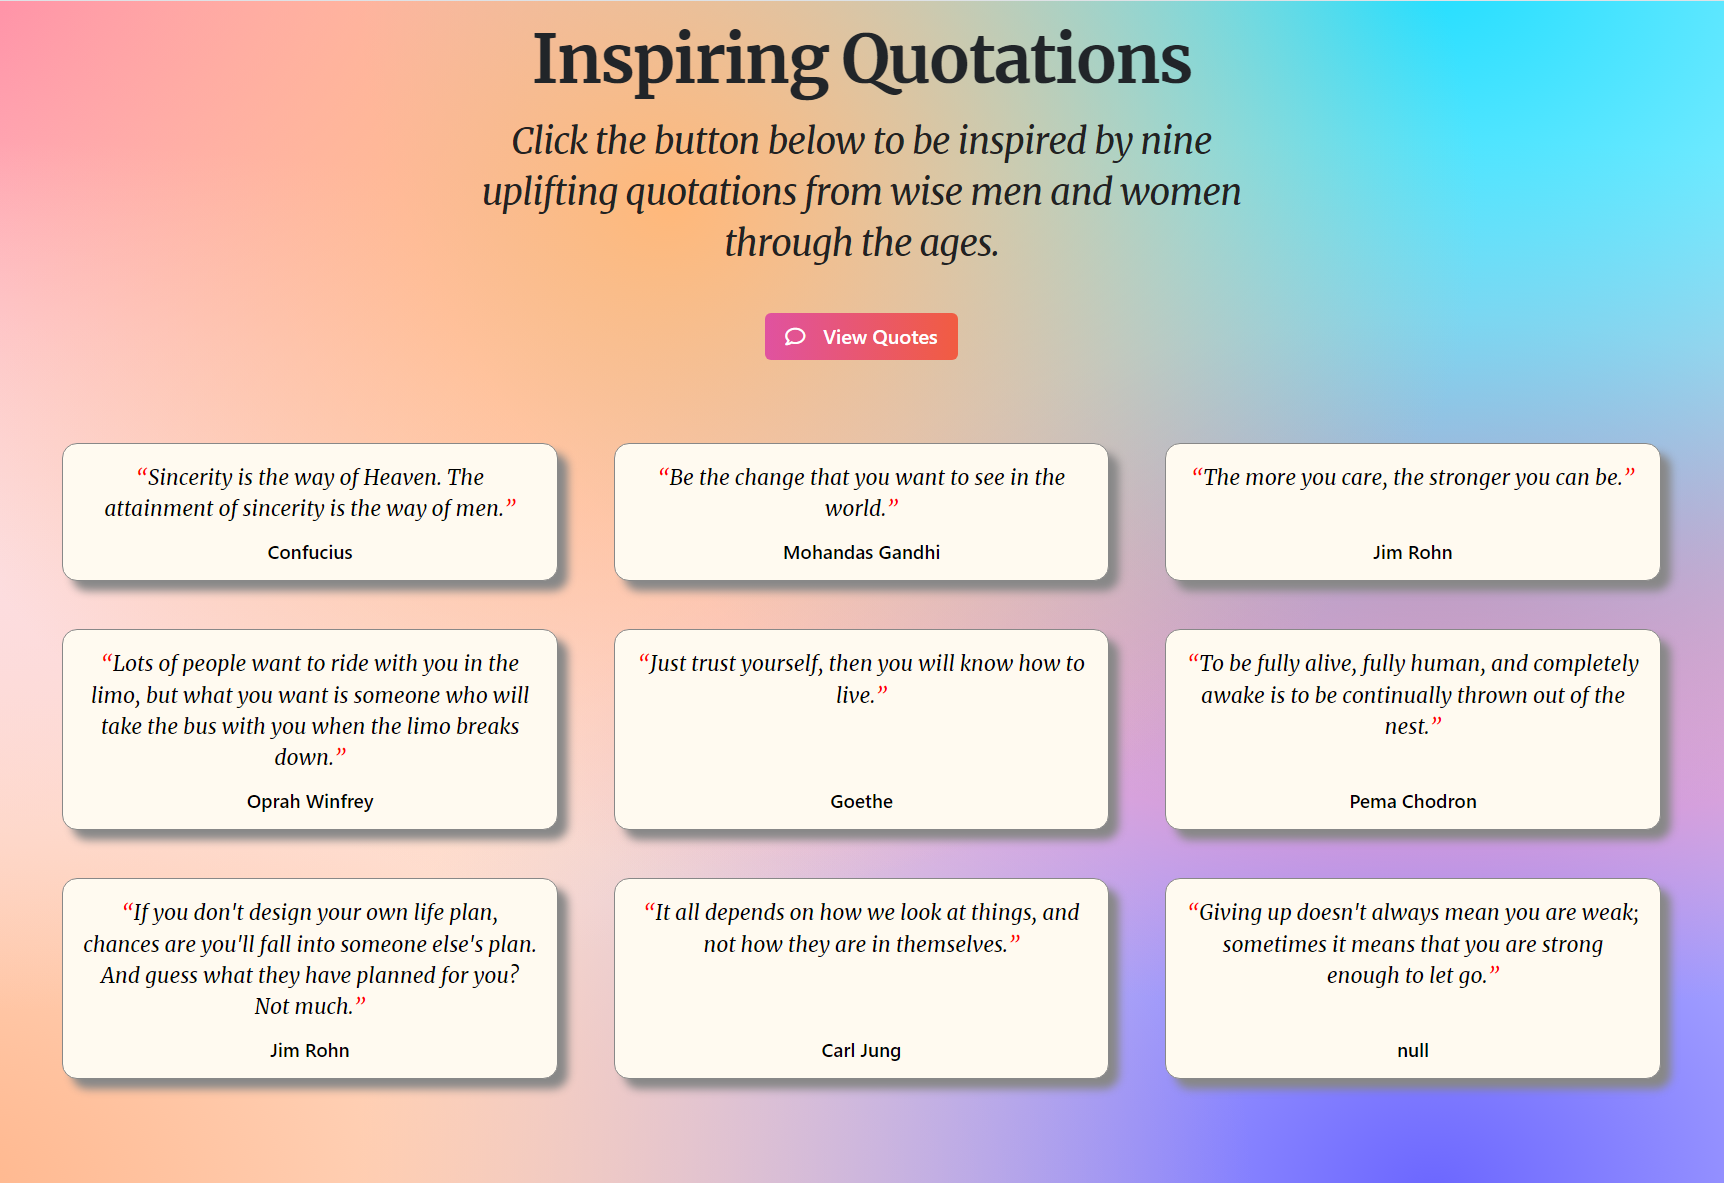 Inspiring Quotations
Click the button below to be inspired by nine
uplifting quotations from wise men and women
through the ages.
View Quotes
“Sincerity is the way of Heaven. The
attainment of sincerity is the way of men.”
Confucius
“Be the change that you want to see in the
world.”
Mohandas Gandhi
“The more you care, the stronger you can be.”
Jim Rohn
“Lots of people want to ride with you in the
limo, but what you want is someone who will
take the bus with you when the limo breaks
down.”
Oprah Winfrey
“Just trust yourself, then you will know how to
live.”
Goethe
“To be fully alive, fully human, and completely
awake is to be continually thrown out of the
nest.”
Pema Chodron
“If you don't design your own life plan,
chances are you'll fall into someone else's plan.
And guess what they have planned for you?
Not much.”
Jim Rohn
“It all depends on how we look at things, and
not how they are in themselves.”
Carl Jung
“Giving up doesn't always mean you are weak;
sometimes it means that you are strong
enough to let go.”
null